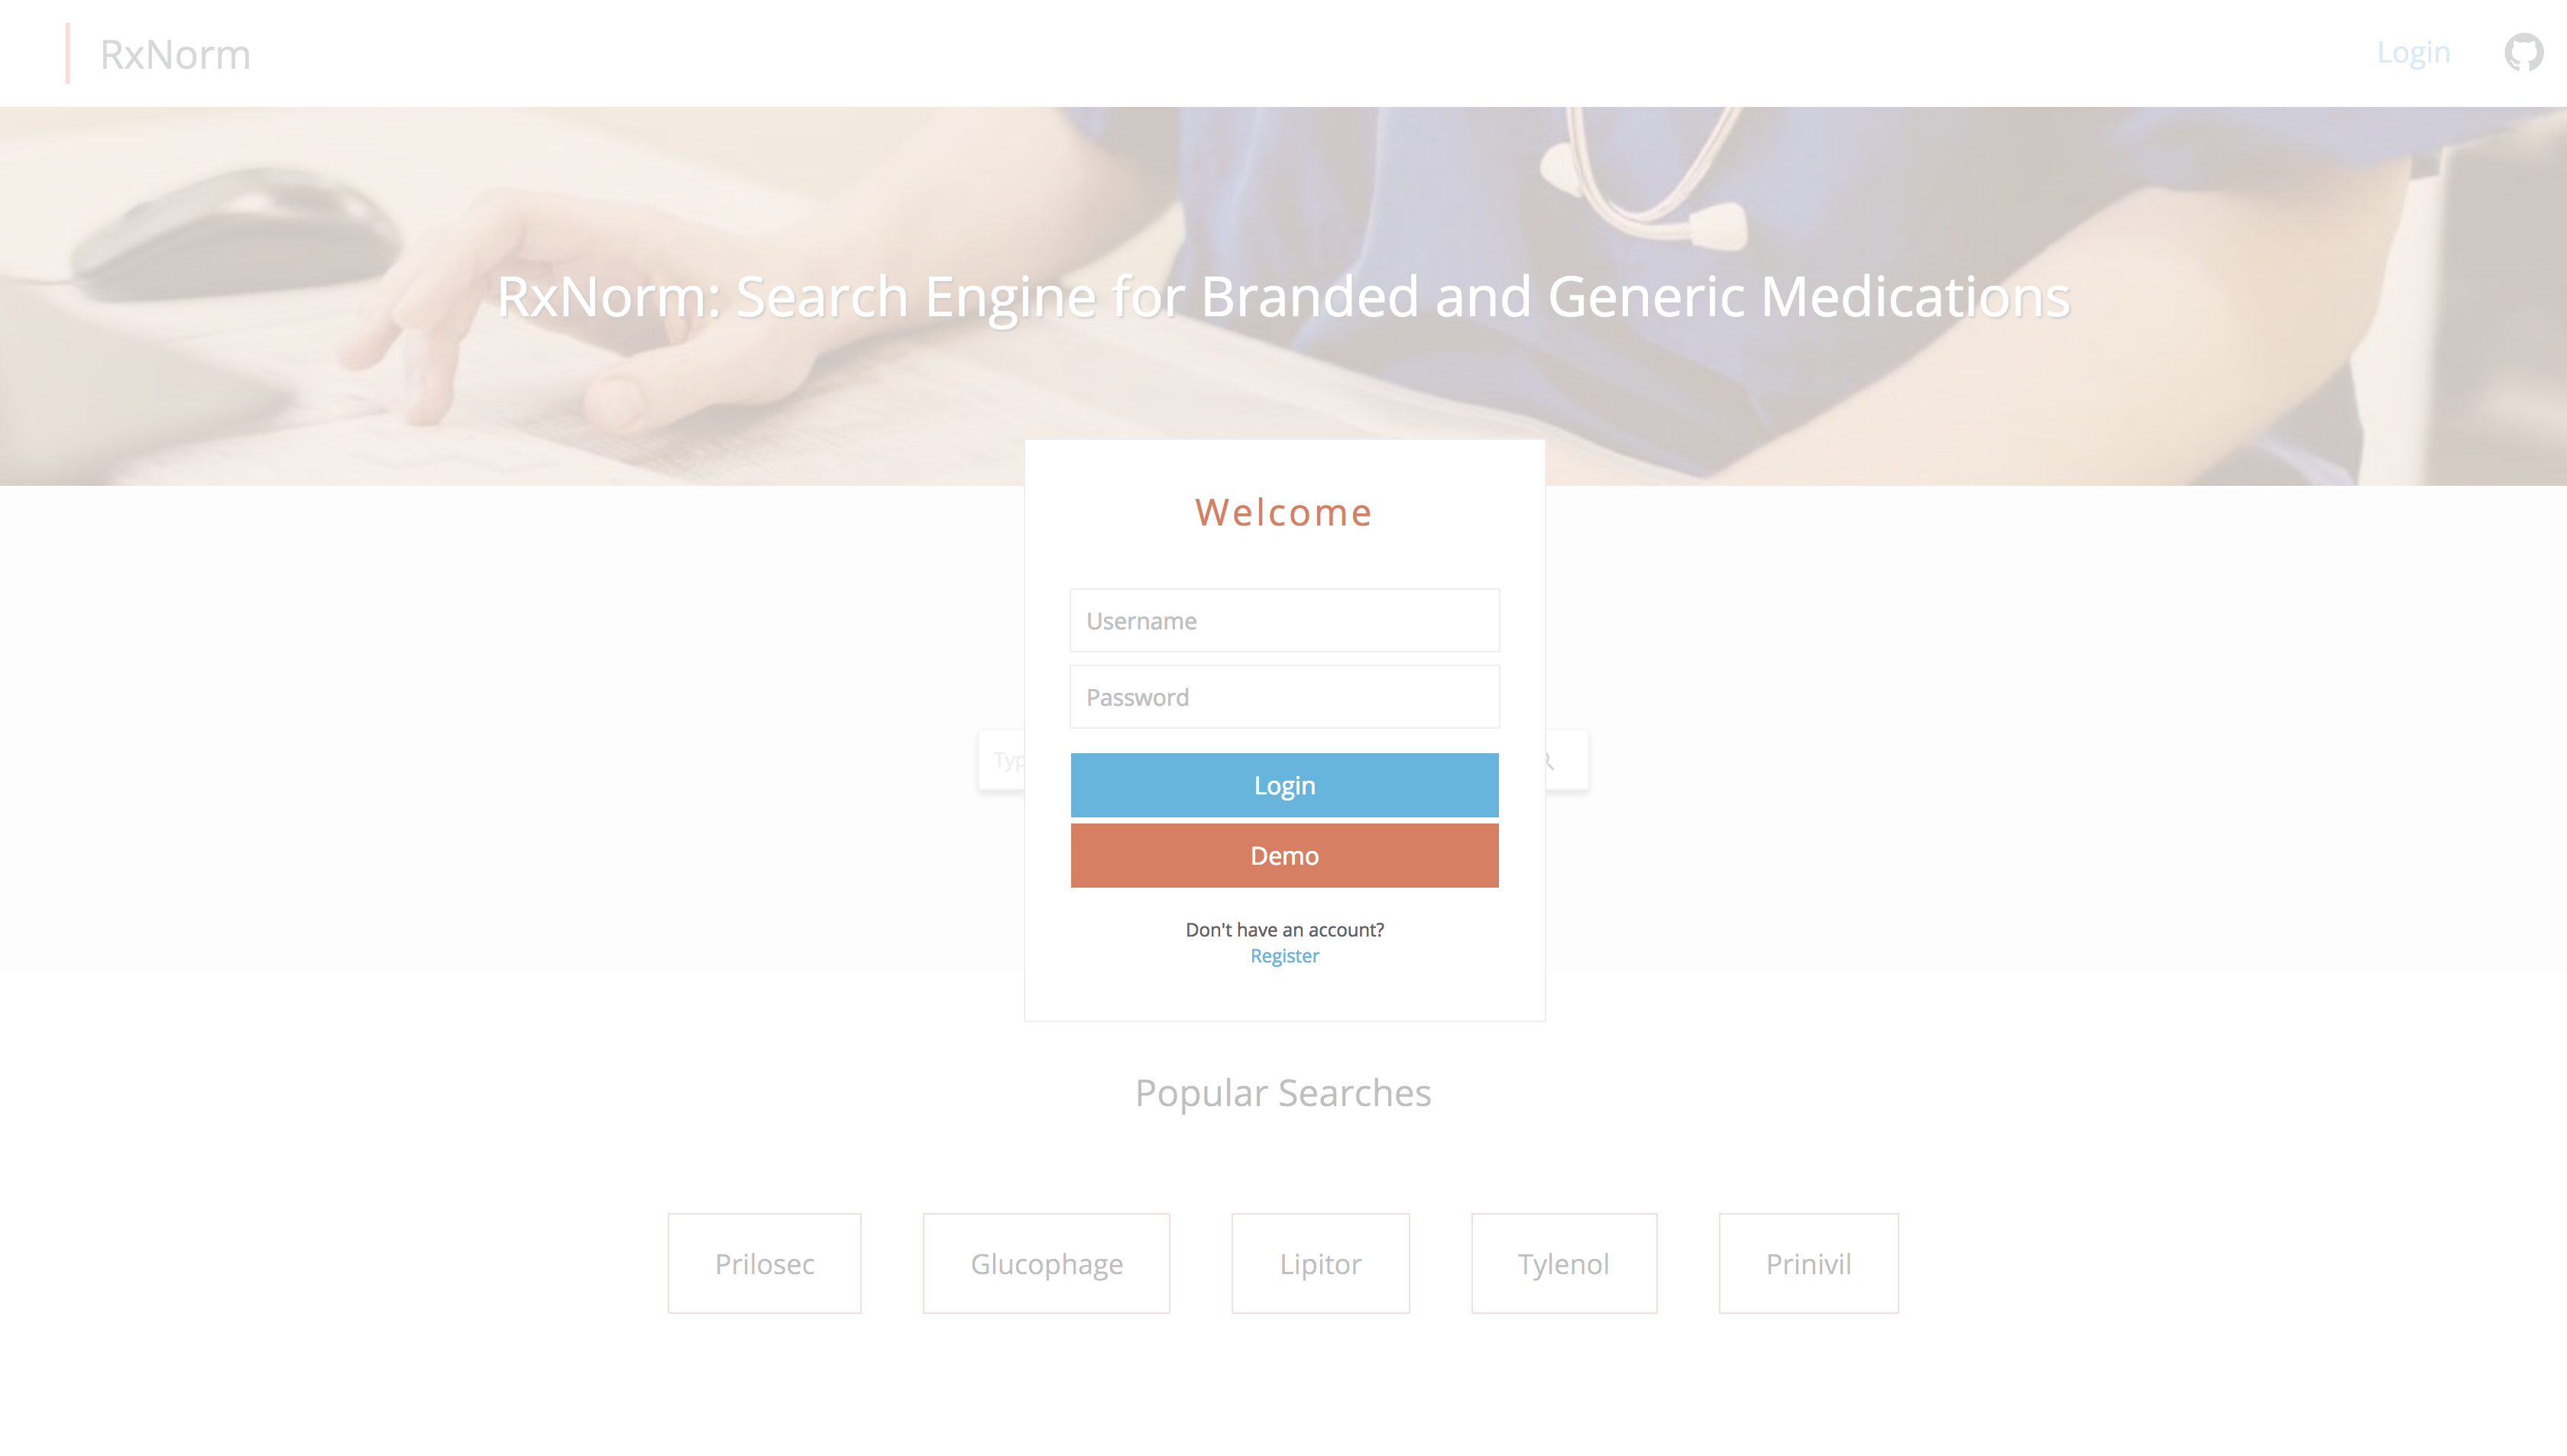 RxNorm
Login
RxNorm: Search Engine for Branded and Generic Medications
Welcome
Username
Password
Typ
Login
Demo
Don't have an account?
Register
Popular Searches
Prilosec
Glucophage
Lipitor
Tylenol
Prinivil